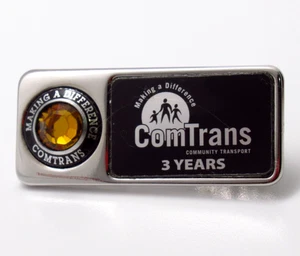 MAKING A DIFFERENCE
COMTRANS
Making a Difference
ComTrans
COMMUNITY TRANSPORT
3 YEARS